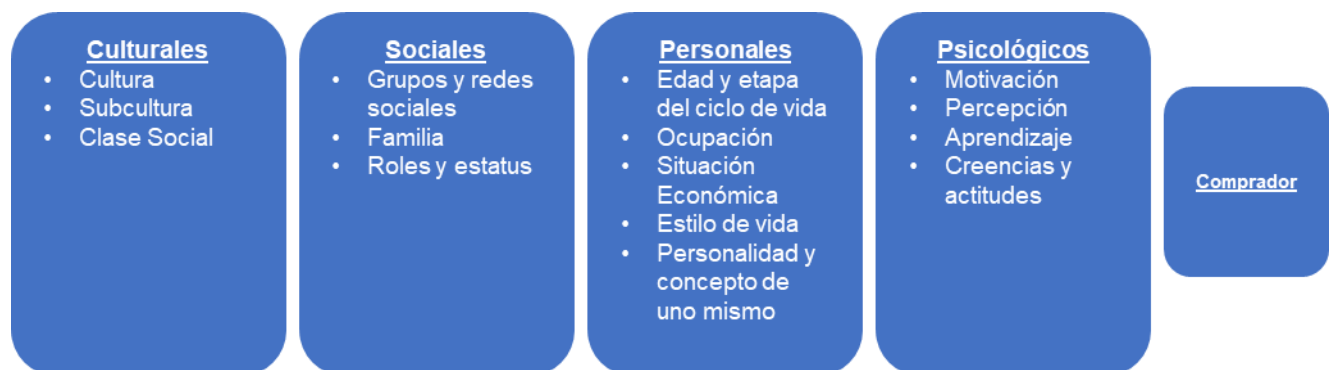 Culturales
• Cultura
• Subcultura
• Clase Social
Sociales
• Grupos y redes
sociales
• Familia
• Roles y estatus
Personales
• Edad y etapa
del ciclo de vida
• Ocupación
• Situación
Económica
• Estilo de vida
• Personalidad y
concepto de
uno mismo
Psicológicos
• Motivación
• Percepción
• Aprendizaje
• Creencias y
actitudes
Comprador